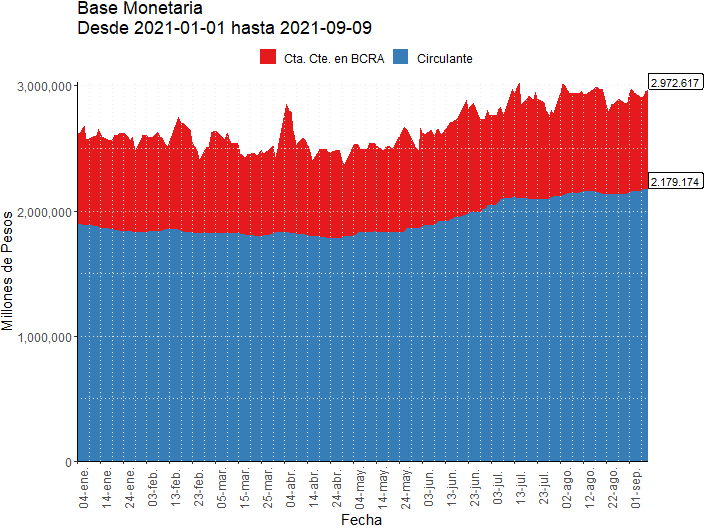 Base Monetaria
Desde 2021-01-01 hasta 2021-09-09
Cta. Cte. en BCRA
Circulante
2.972.617
3,000,000
2.179.174
2,000,000
Millones de Pesos
1,000,000
0
04-ene.
14-ene.
24-ene.
03-feb.
13-feb.
23-feb.
05-mar.
15-mar.
25-mar.
04-abr.
14-abr.
24-abr.
04-may.
14-may.
24-may.
03-jun.
13-jun.
23-jun.
03-jul.
13-jul.
23-jul.
02-ago.
12-ago.
22-ago.
01-sep.
Fecha